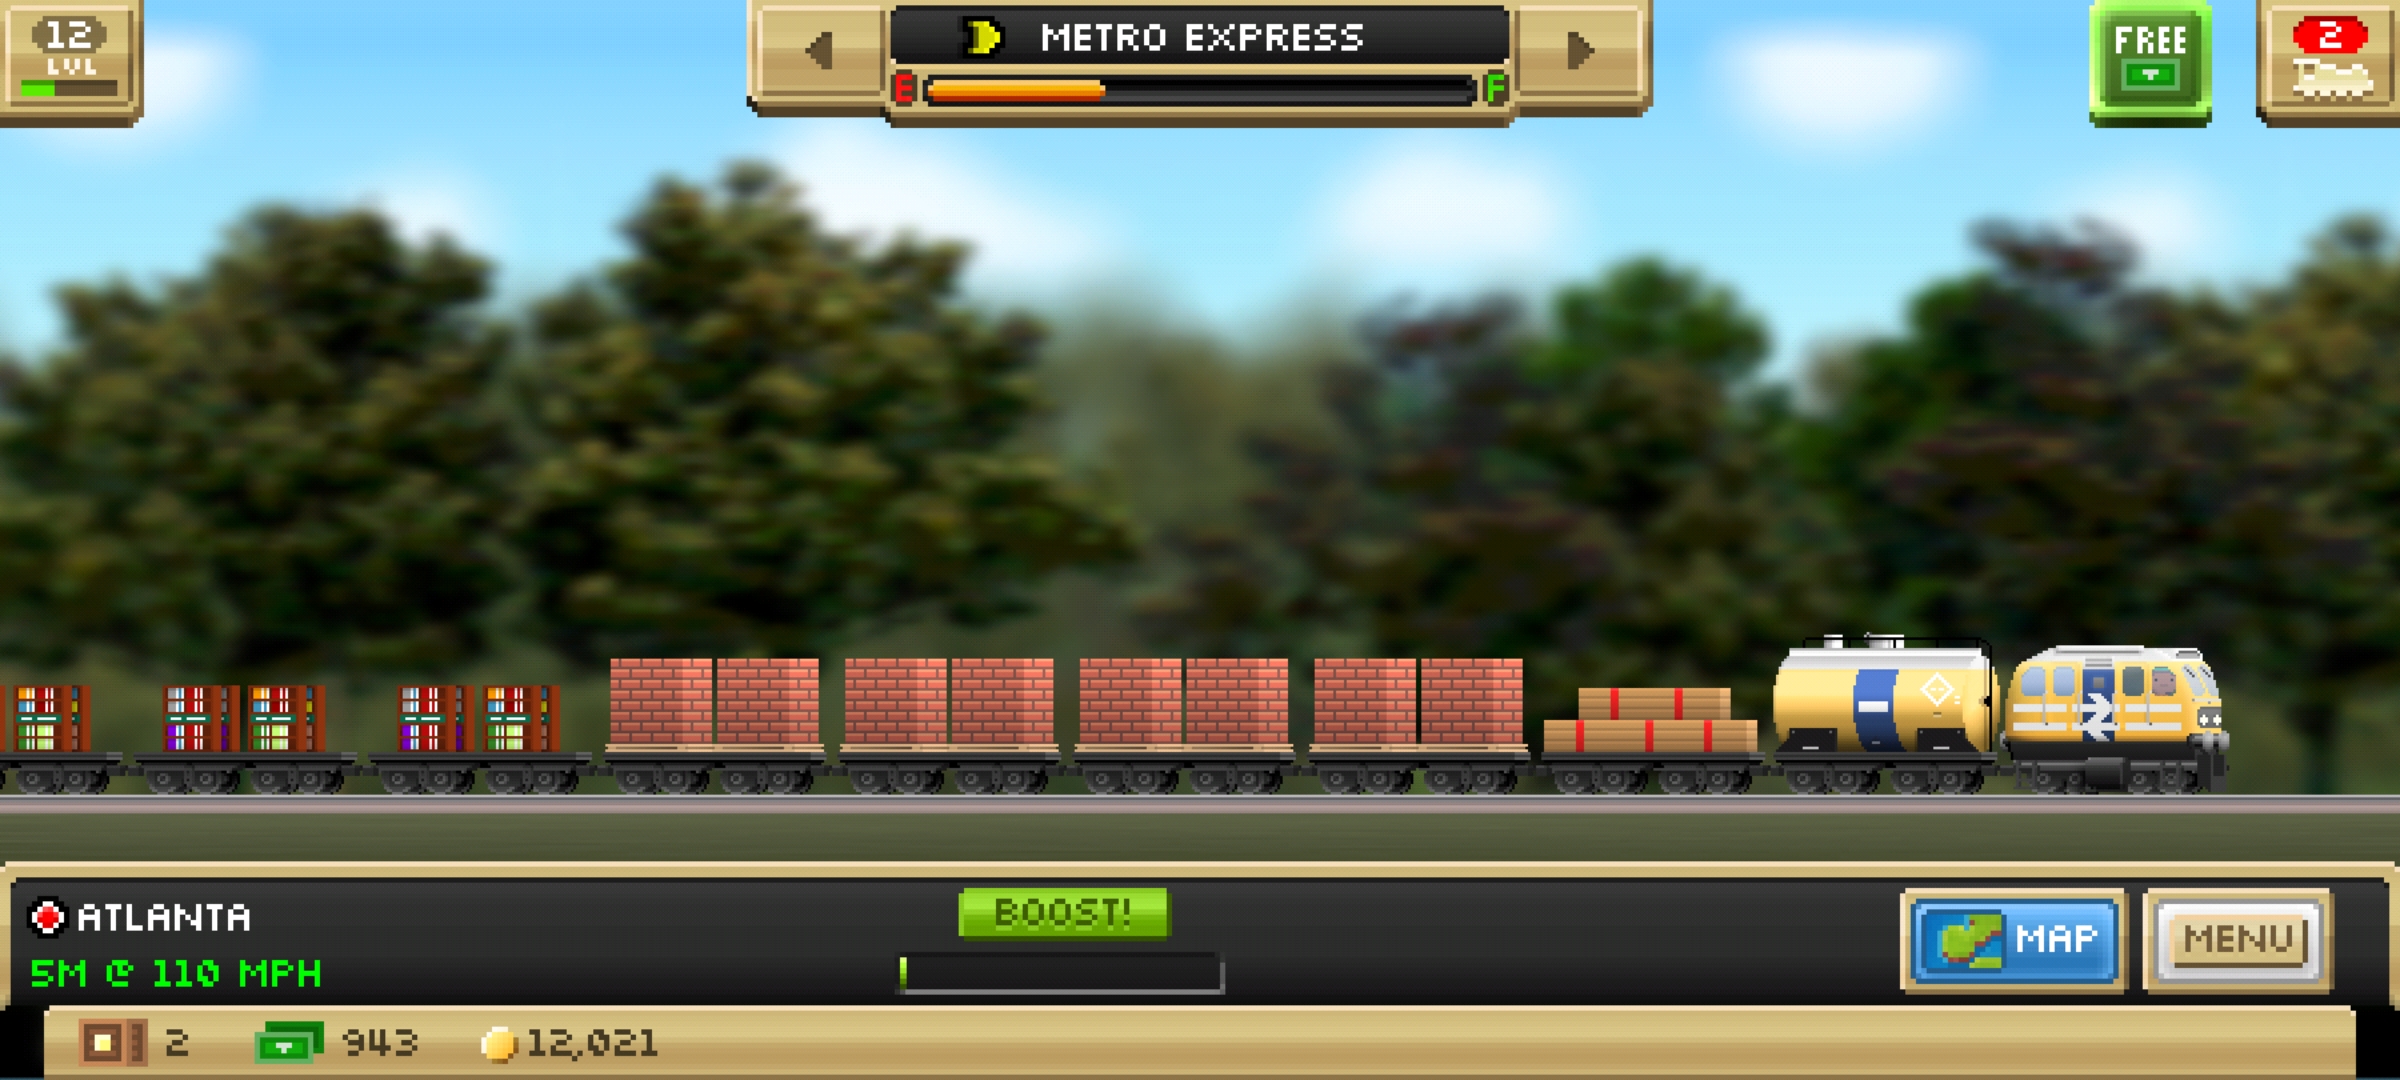 12
LVL
METRO EXPRESS
E F
FREE
2
ATLANTA
5M @ 110 MPH
BOOST!
MAP
MENU
2 943 12,021